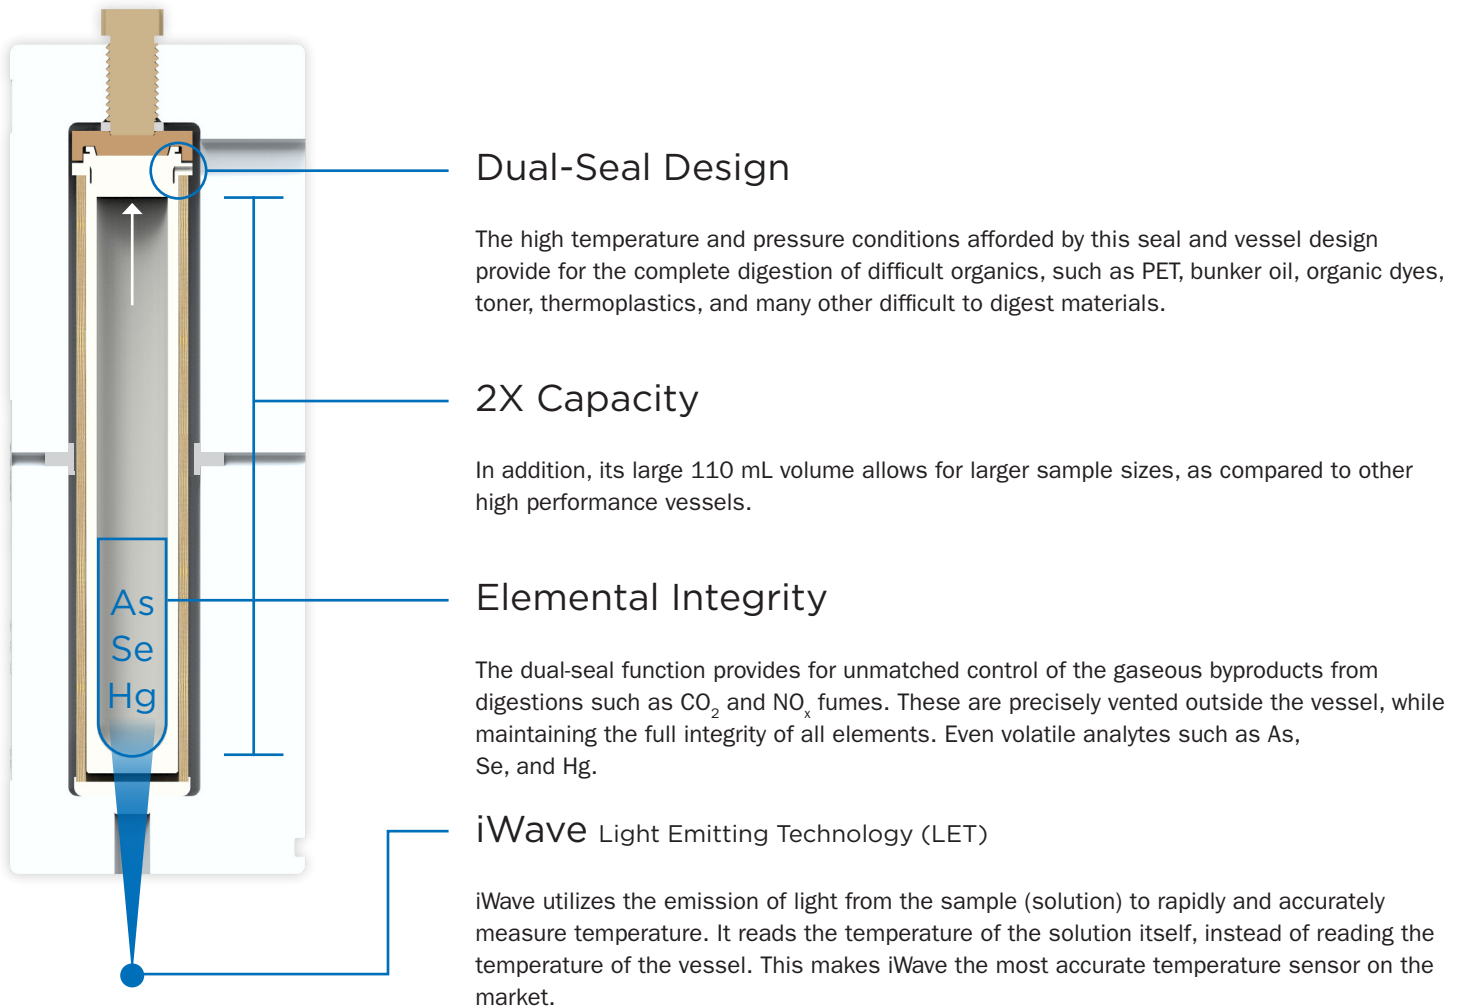 Dual-Seal Design
The high temperature and pressure conditions afforded by this seal and vessel design
provide for the complete digestion of difficult organics, such as PET, bunker oil, organic dyes,
toner, thermoplastics, and many other difficult to digest materials.
2X Capacity
In addition, its large 110 mL volume allows for larger sample sizes, as compared to other
high performance vessels.
As
Se
Hg
Elemental Integrity
The dual-seal function provides for unmatched control of the gaseous byproducts from
digestions such as CO₂ and NOₓ fumes. These are precisely vented outside the vessel, while
maintaining the full integrity of all elements. Even volatile analytes such as As,
Se, and Hg.
iWave Light Emitting Technology (LET)
iWave utilizes the emission of light from the sample (solution) to rapidly and accurately
measure temperature. It reads the temperature of the solution itself, instead of reading the
temperature of the vessel. This makes iWave the most accurate temperature sensor on the
market.